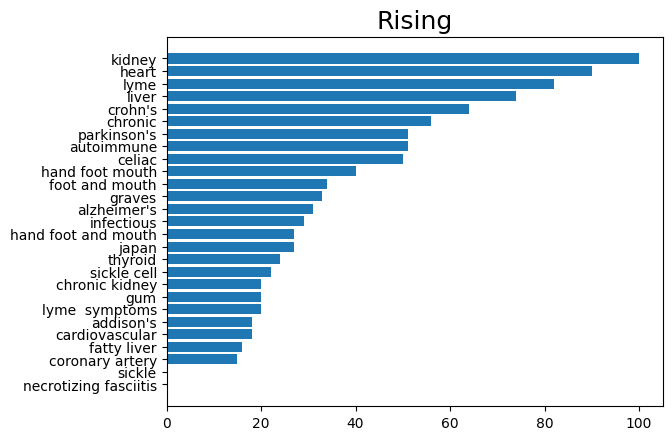 Rising
kidney
heart
lyme
liver
crohn's
chronic
parkinson's
autoimmune
celiac
hand foot mouth
foot and mouth
graves
alzheimer's
infectious
hand foot and mouth
japan
thyroid
sickle cell
chronic kidney
gum
lyme  symptoms
addison's
cardiovascular
fatty liver
coronary artery
sickle
necrotizing fasciitis
0 20 40 60 80 100